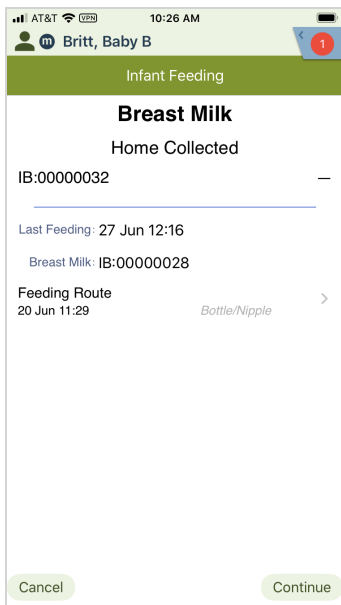 AT&T VPN 10:26 AM
m Britt, Baby B 1
Infant Feeding
Breast Milk
Home Collected
IB:00000032 —
Last Feeding: 27 Jun 12:16
Breast Milk: IB:00000028
Feeding Route
20 Jun 11:29 Bottle/Nipple
Cancel Continue